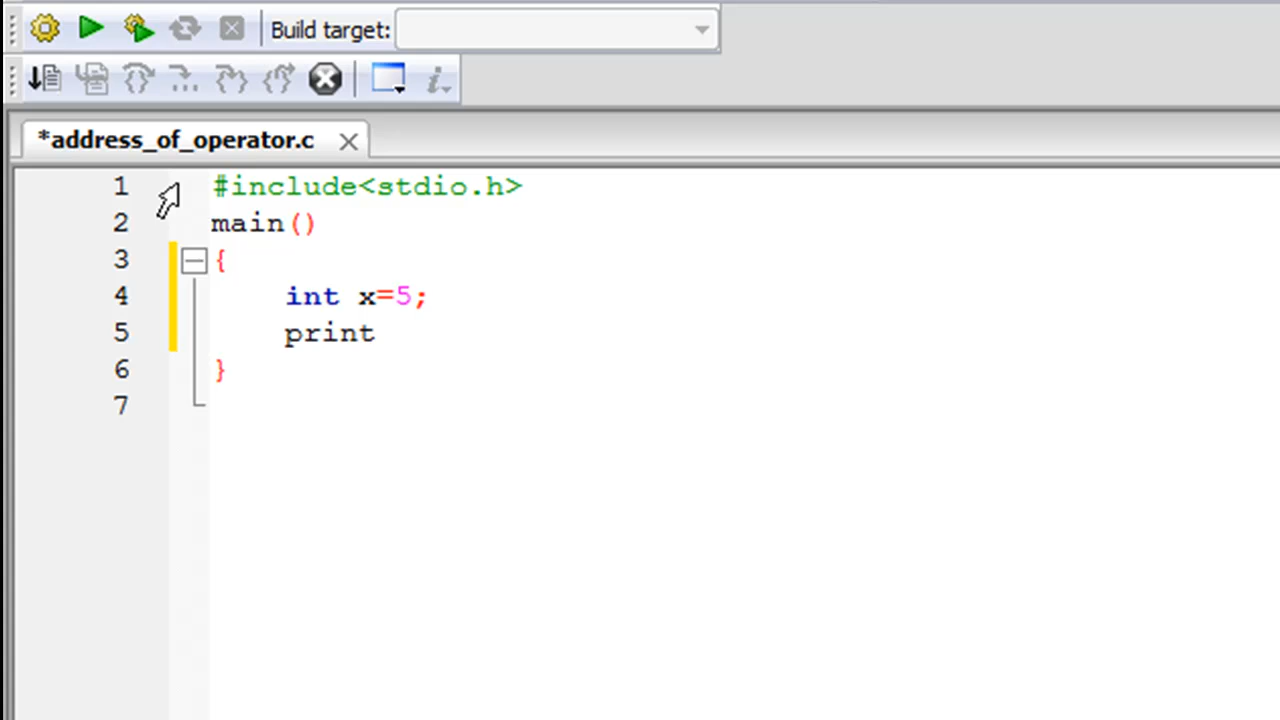 Build target:
*address_of_operator.c
1 #include<stdio.h>
2 main()
3 {
4 int x=5;
5 print
6 }
7